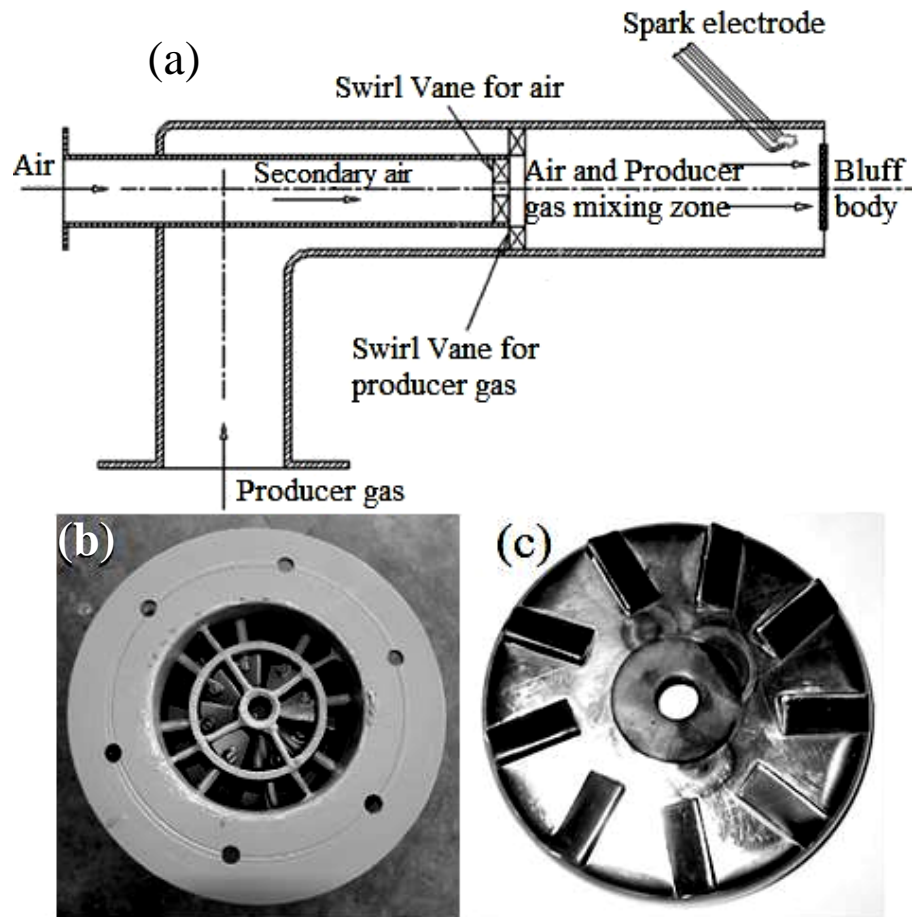 (a)
Spark electrode
Swirl Vane for air
Air
Secondary air
Air and Producer
gas mixing zone
Bluff
body
Swirl Vane for
producer gas
Producer gas
(b)
(c)